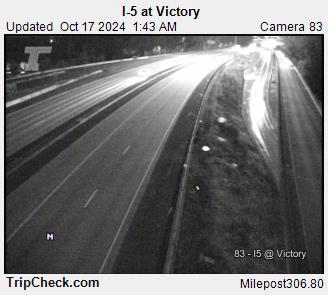 I-5 at Victory
Updated Oct 17 2024 1:43 AM Camera 83
T
N
83 - I5 @ Victory
TripCheck.com Milepost306.80